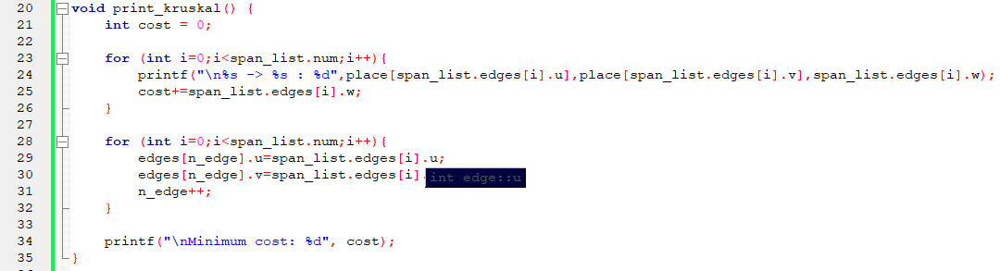 20 void print_kruskal() {
21 int cost = 0;
22
23 for (int i=0;i<span_list.num;i++){
24 printf("\n%s -> %s : %d",place[span_list.edges[i].u],place[span_list.edges[i].v],span_list.edges[i].w);
25 cost+=span_list.edges[i].w;
26 }
27
28 for (int i=0;i<span_list.num;i++){
29 edges[n_edge].u=span_list.edges[i].u;
30 edges[n_edge].v=span_list.edges[i]. int edge::u
31 n_edge++;
32 }
33
34 printf("\nMinimum cost: %d", cost);
35 }